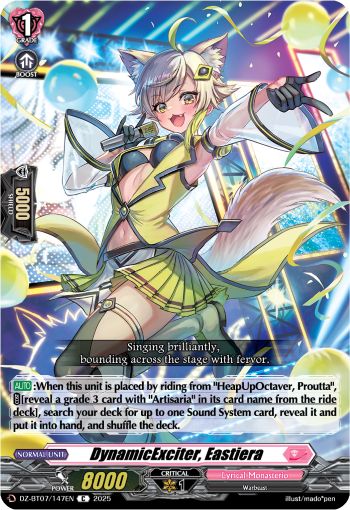 1
GRADE
BOOST
5000
SHIELD
Singing brilliantly,
bounding across the stage with fervor.
AUTO:When this unit is placed by riding from "HeapUpOctaver, Proutta",
[reveal a grade 3 card with "Artisaria" in its card name from the ride
deck], search your deck for up to one Sound System card, reveal it and
put it into hand, and shuffle the deck.
NORMAL UNIT
DynamicExciter, Eastiera
POWER
8000
CRITICAL
1
Lyrical Monasterio
Warbeast
DZ-BT07/147EN C 2025
illust/mado*pen